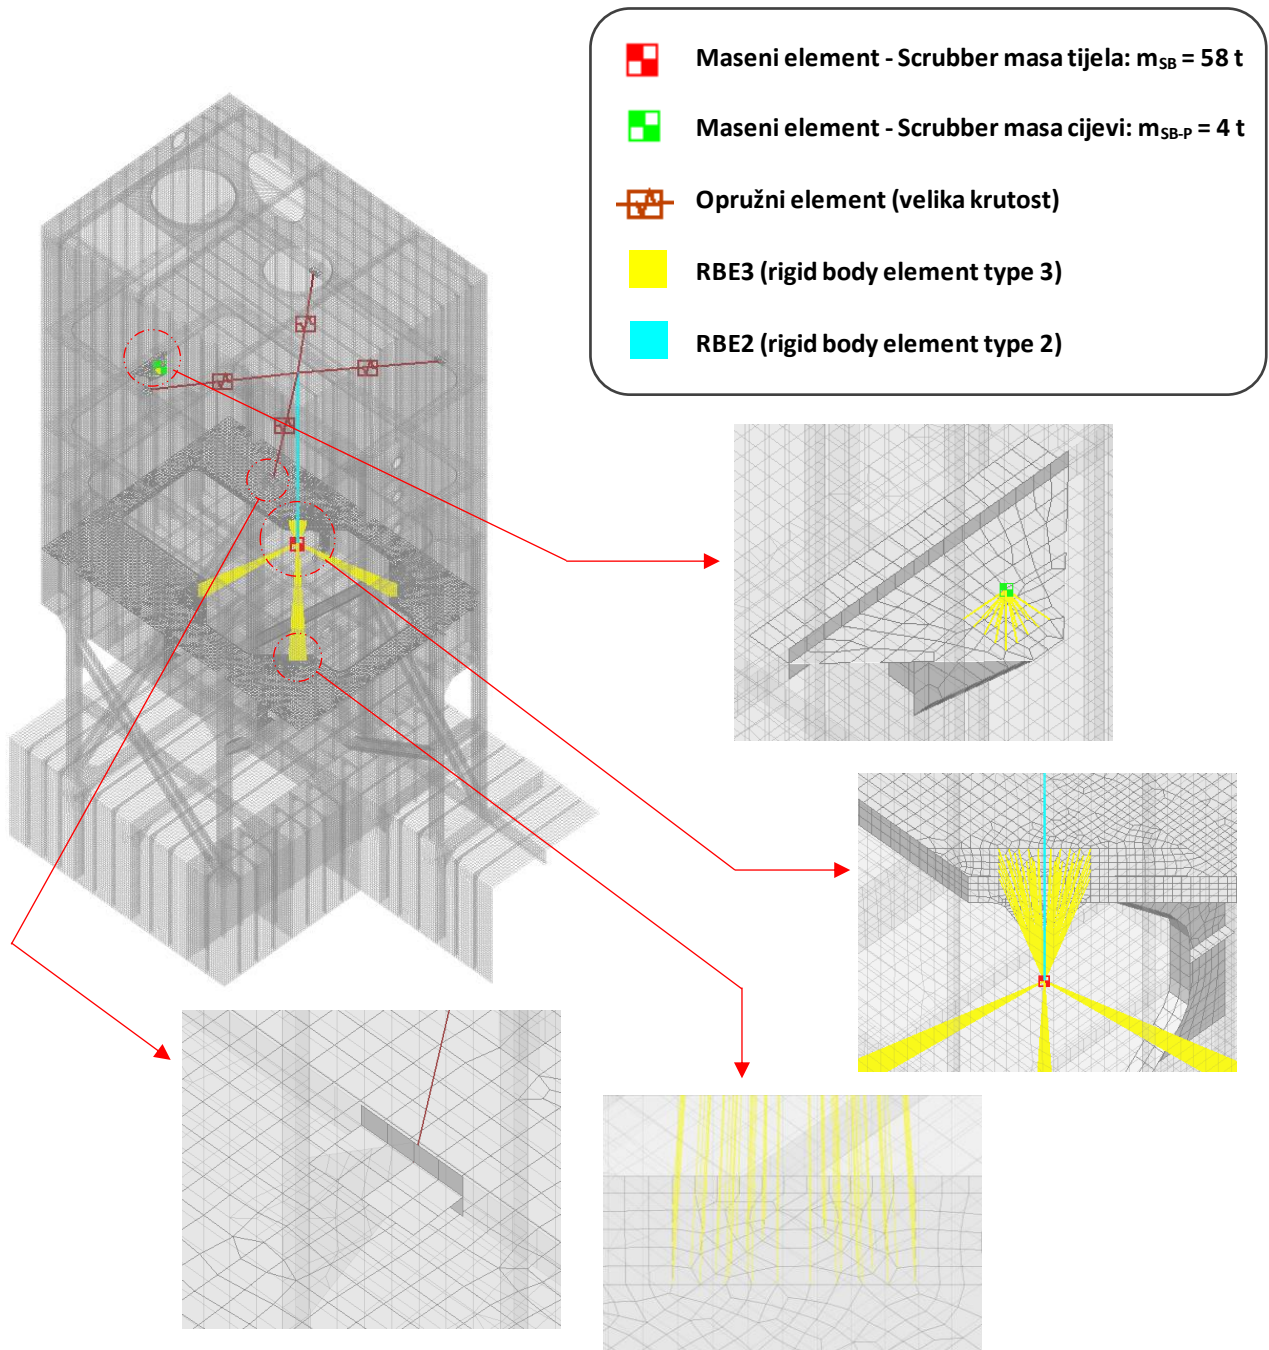 Maseni element - Scrubber masa tijela: mSB = 58 t
Maseni element - Scrubber masa cijevi: mSB-P = 4 t
Opružni element (velika krutost)
RBE3 (rigid body element type 3)
RBE2 (rigid body element type 2)